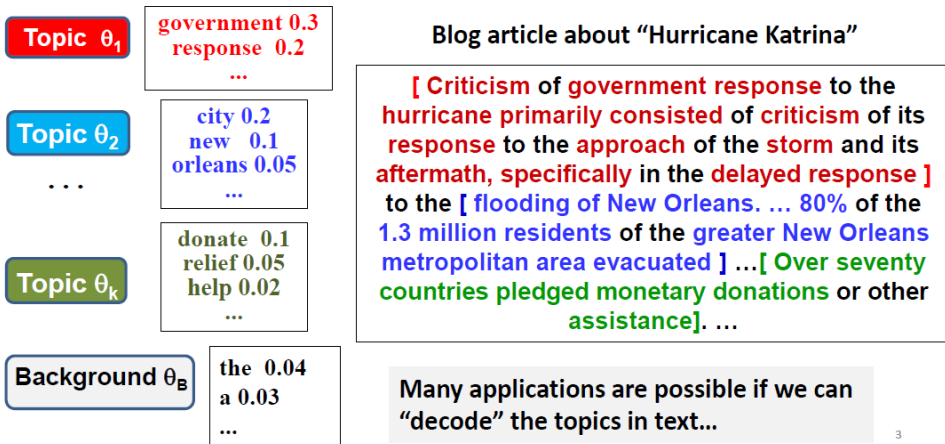 Topic θ1
government 0.3
response 0.2
...
Topic θ2
city 0.2
new 0.1
orleans 0.05
...
. . .
Topic θk
donate 0.1
relief 0.05
help 0.02
...
Background θB
the 0.04
a 0.03
...
Blog article about “Hurricane Katrina”
[ Criticism of government response to the
hurricane primarily consisted of criticism of its
response to the approach of the storm and its
aftermath, specifically in the delayed response ]
to the [ flooding of New Orleans. … 80% of the
1.3 million residents of the greater New Orleans
metropolitan area evacuated ] …[ Over seventy
countries pledged monetary donations or other
assistance]. …
Many applications are possible if we can
“decode” the topics in text…
3